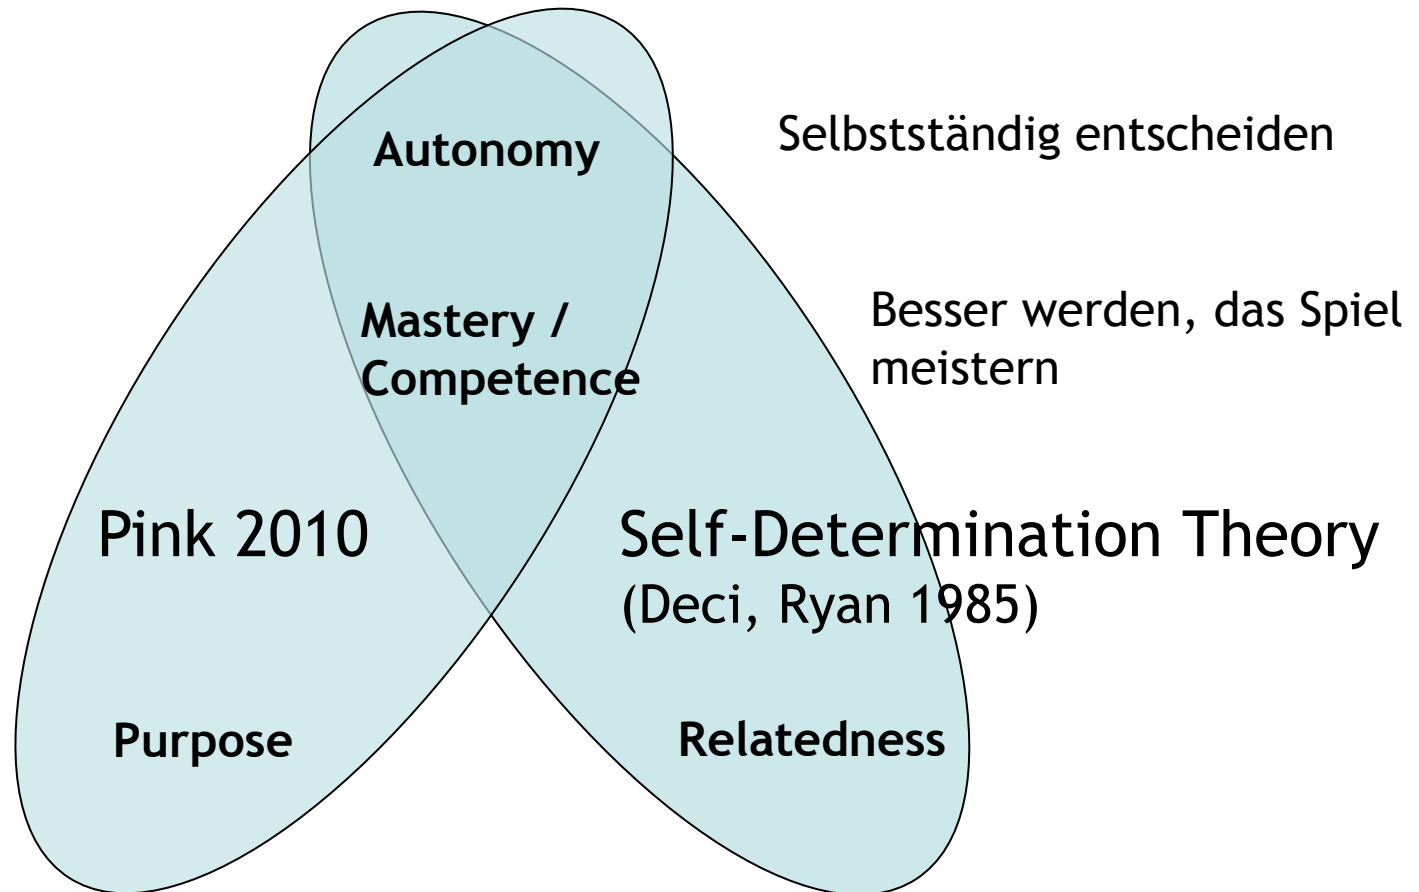 Autonomy
Selbstständig entscheiden
Mastery /
Competence
Besser werden, das Spiel
meistern
Pink 2010
Self-Determination Theory
(Deci, Ryan 1985)
Purpose
Relatedness